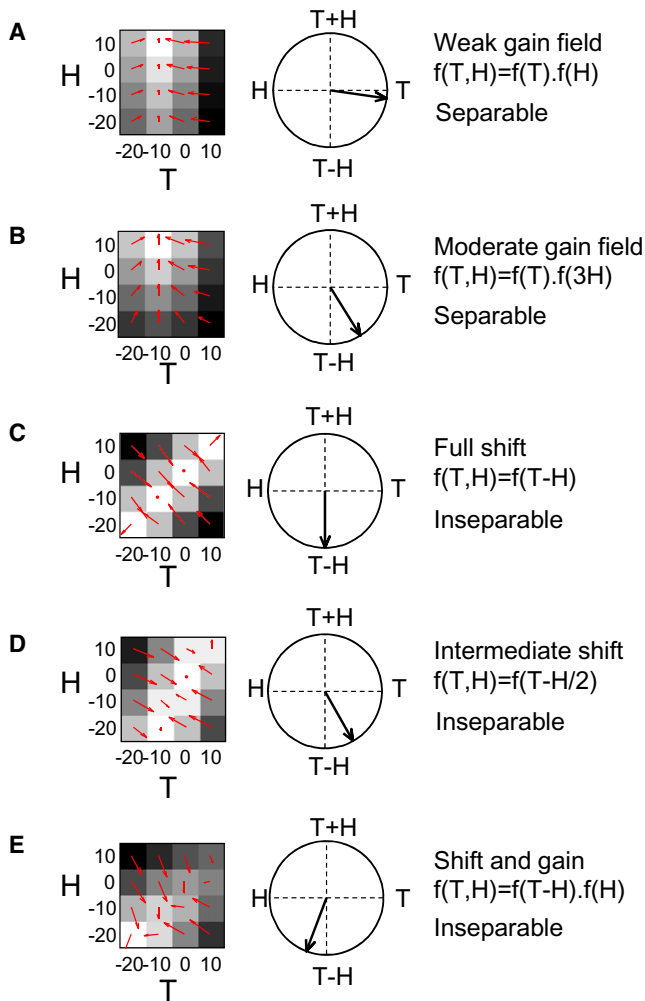 A
H
10
0
-10
-20
-20 -10 0 10
T
T+H
H
T
T-H
Weak gain field
f(T,H)=f(T).f(H)
Separable
B
H
10
0
-10
-20
-20 -10 0 10
T
T+H
H
T
T-H
Moderate gain field
f(T,H)=f(T).f(3H)
Separable
C
H
10
0
-10
-20
-20 -10 0 10
T
T+H
H
T
T-H
Full shift
f(T,H)=f(T-H)
Inseparable
D
H
10
0
-10
-20
-20 -10 0 10
T
T+H
H
T
T-H
Intermediate shift
f(T,H)=f(T-H/2)
Inseparable
E
H
10
0
-10
-20
-20 -10 0 10
T
T+H
H
T
T-H
Shift and gain
f(T,H)=f(T-H).f(H)
Inseparable